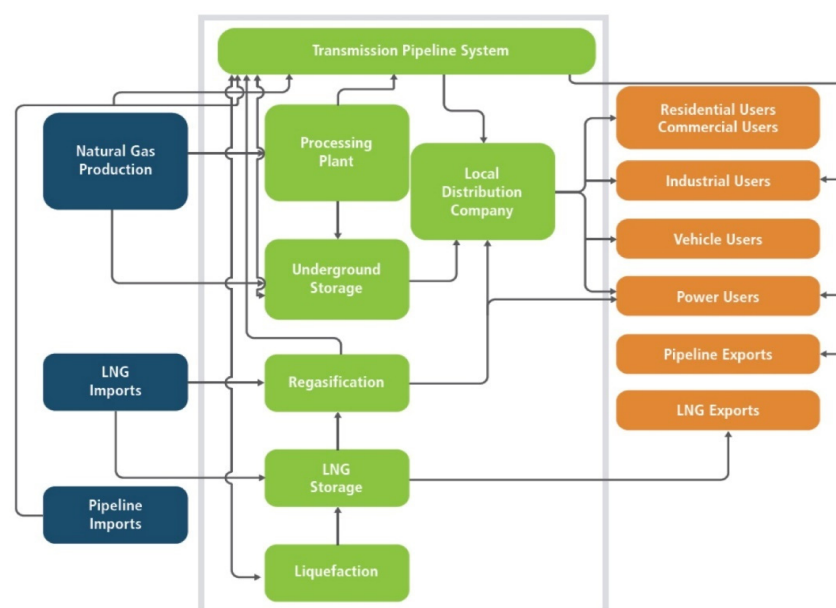 Transmission Pipeline System
Natural Gas
Production
Processing
Plant
Local
Distribution
Company
Residential Users
Commercial Users
Industrial Users
Vehicle Users
Underground
Storage
Power Users
LNG
Imports
Regasification
Pipeline Exports
LNG Exports
LNG
Storage
Pipeline
Imports
Liquefaction